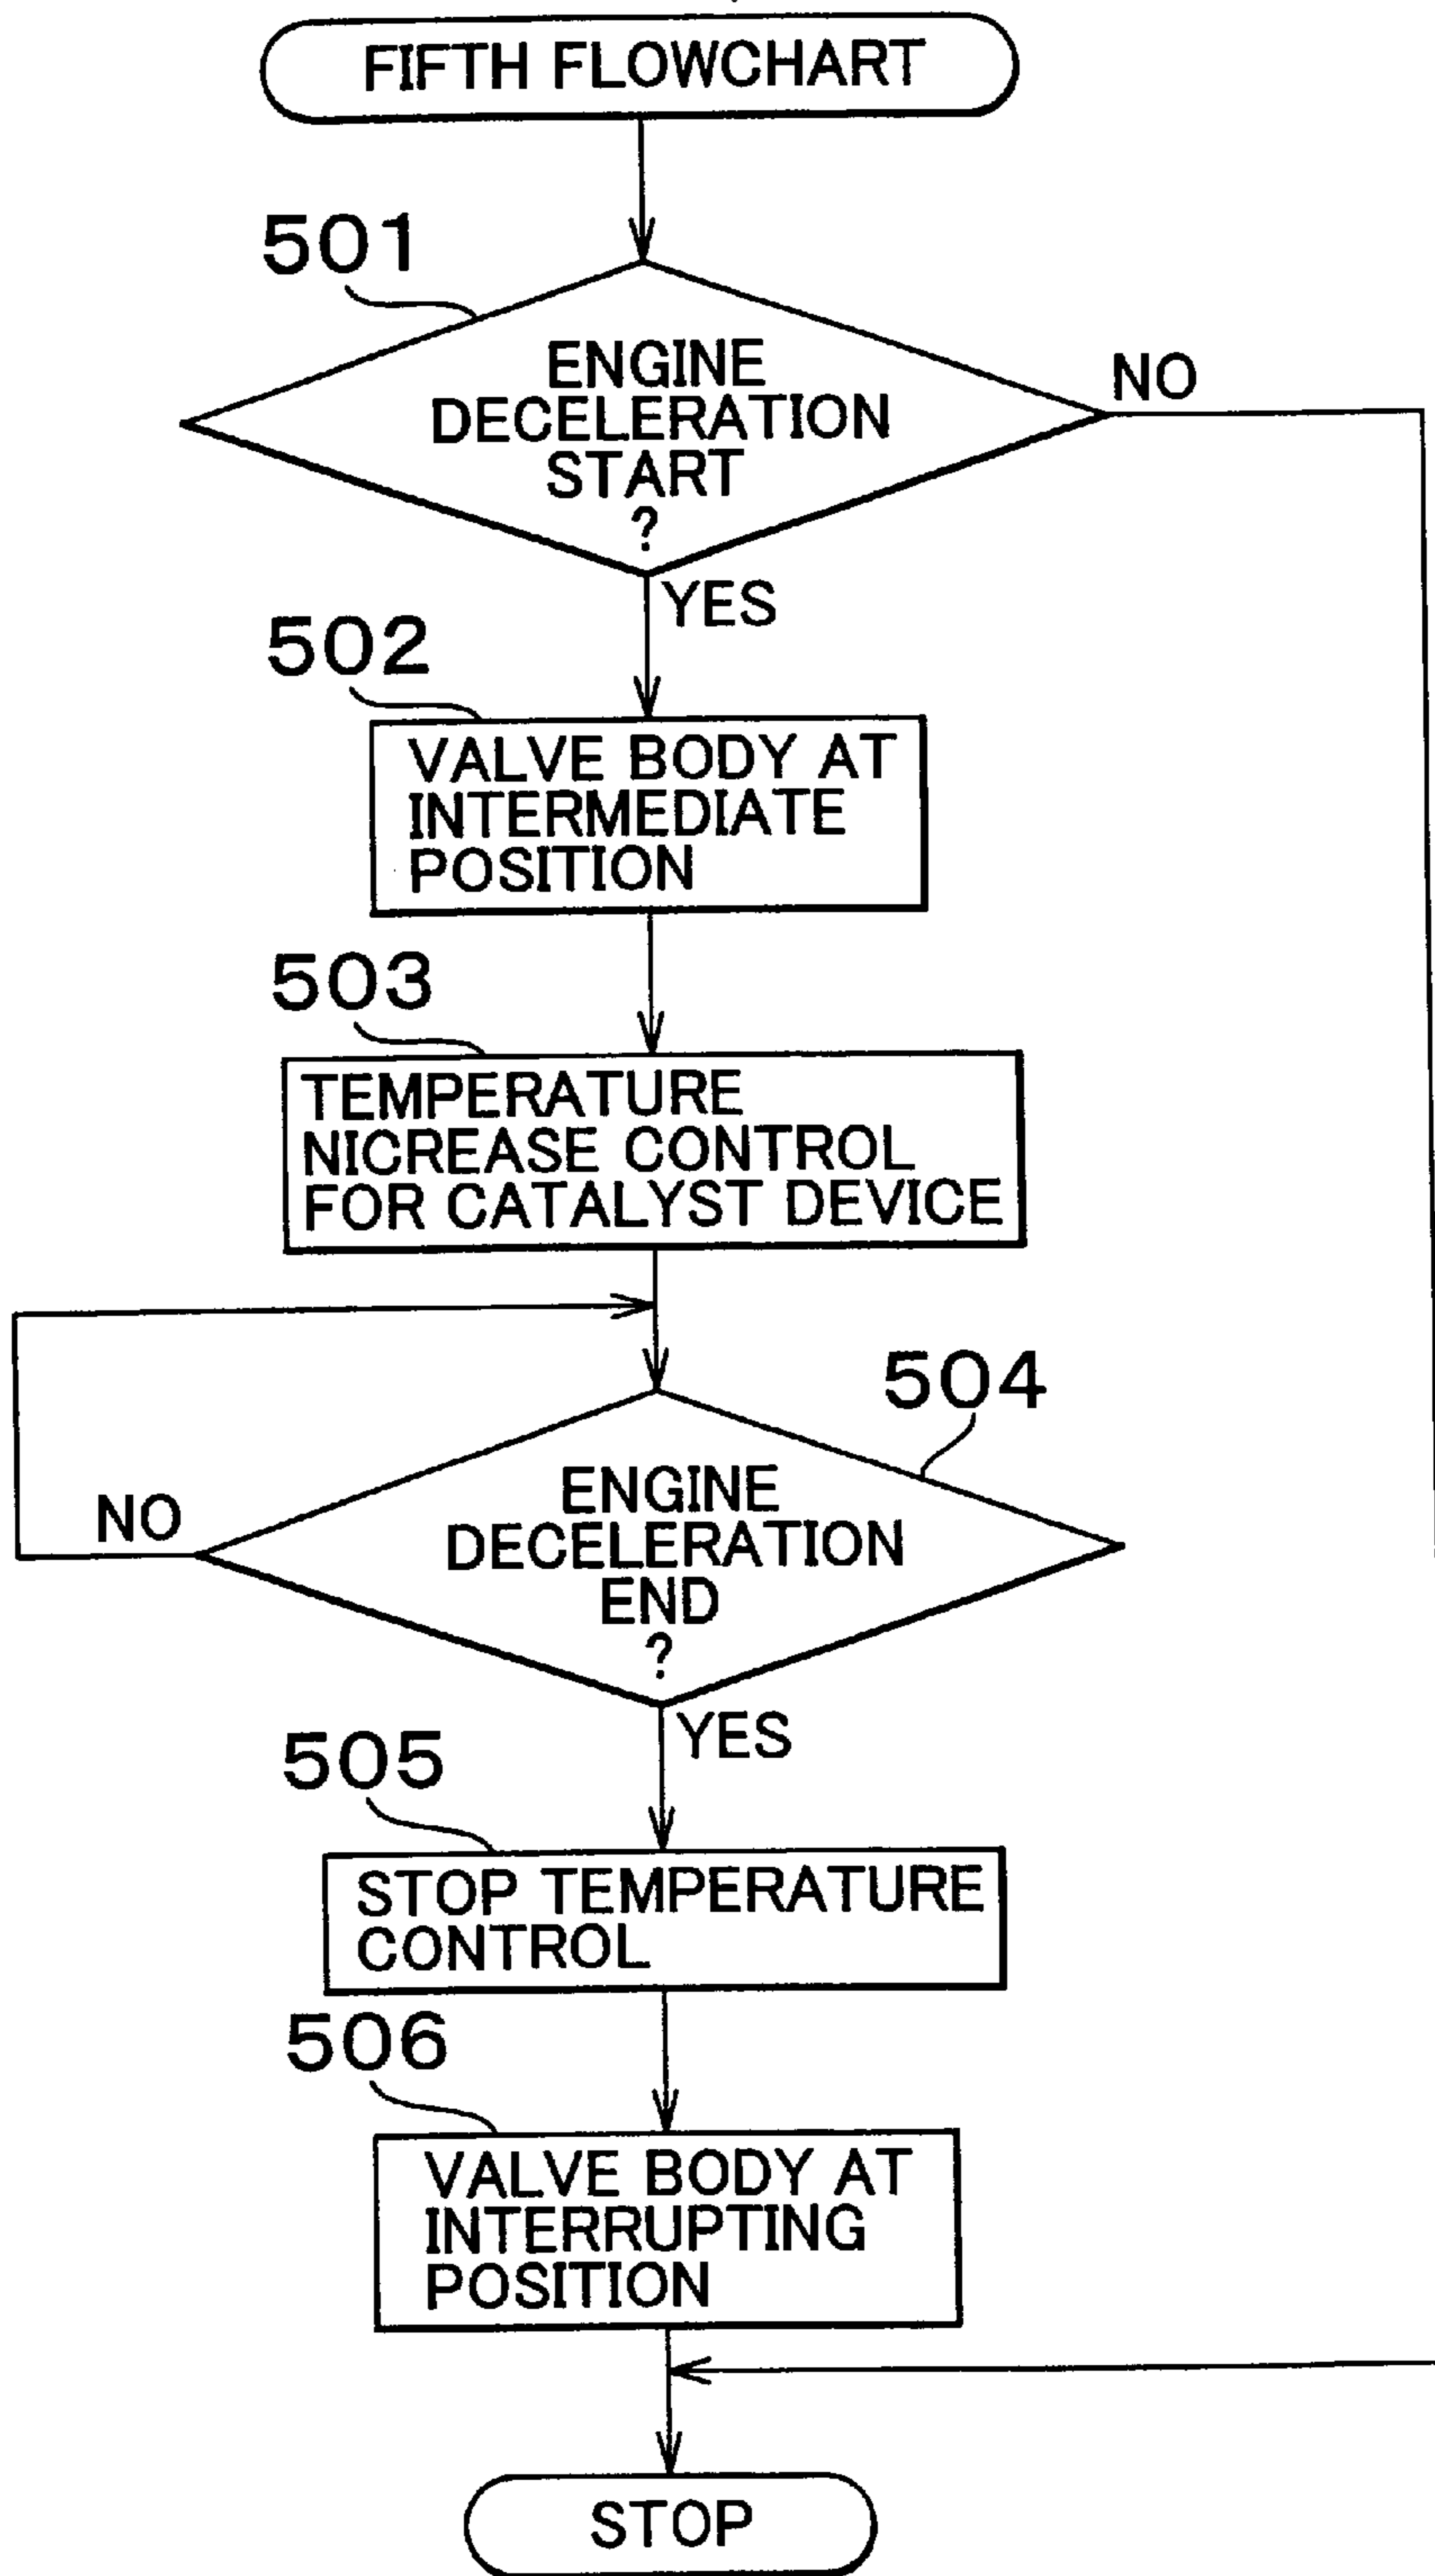 FIFTH FLOWCHART
501
ENGINE
DECELERATION
START
?
NO
YES
502
VALVE BODY AT
INTERMEDIATE
POSITION
503
TEMPERATURE
NICREASE CONTROL
FOR CATALYST DEVICE
504
ENGINE
DECELERATION
END
?
NO
YES
505
STOP TEMPERATURE
CONTROL
506
VALVE BODY AT
INTERRUPTING
POSITION
STOP